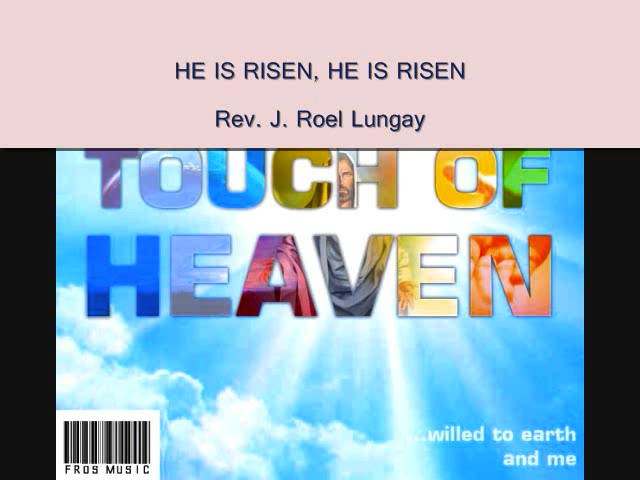 HE IS RISEN, HE IS RISEN
Rev. J. Roel Lungay
TOUCH OF
HEAVEN
...willed to earth
and me
FROS MUSIC